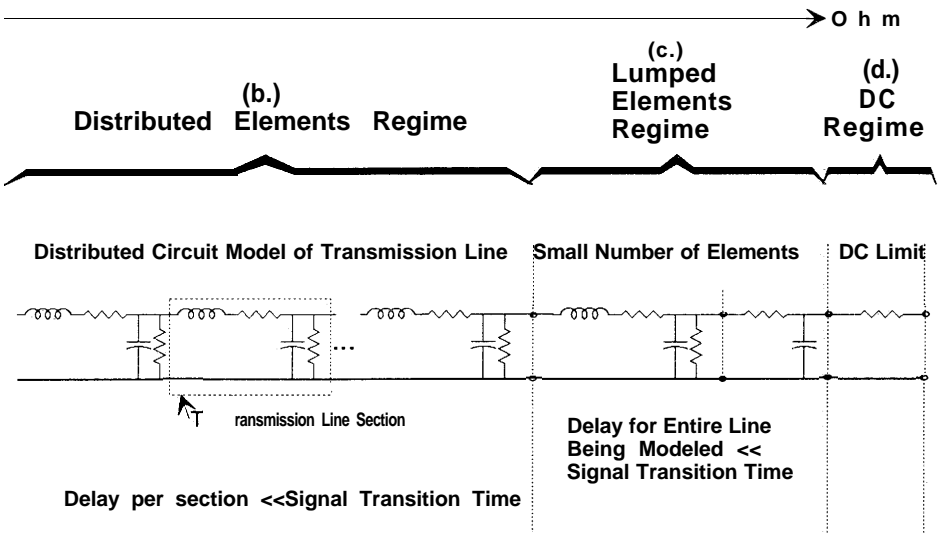 Ohm
(b.)
Distributed Elements Regime
(c.)
Lumped
Elements
Regime
(d.)
DC
Regime
Distributed Circuit Model of Transmission Line
Small Number of Elements
DC Limit
...
T ransmission Line Section
Delay per section <<Signal Transition Time
Delay for Entire Line
Being Modeled <<
Signal Transition Time